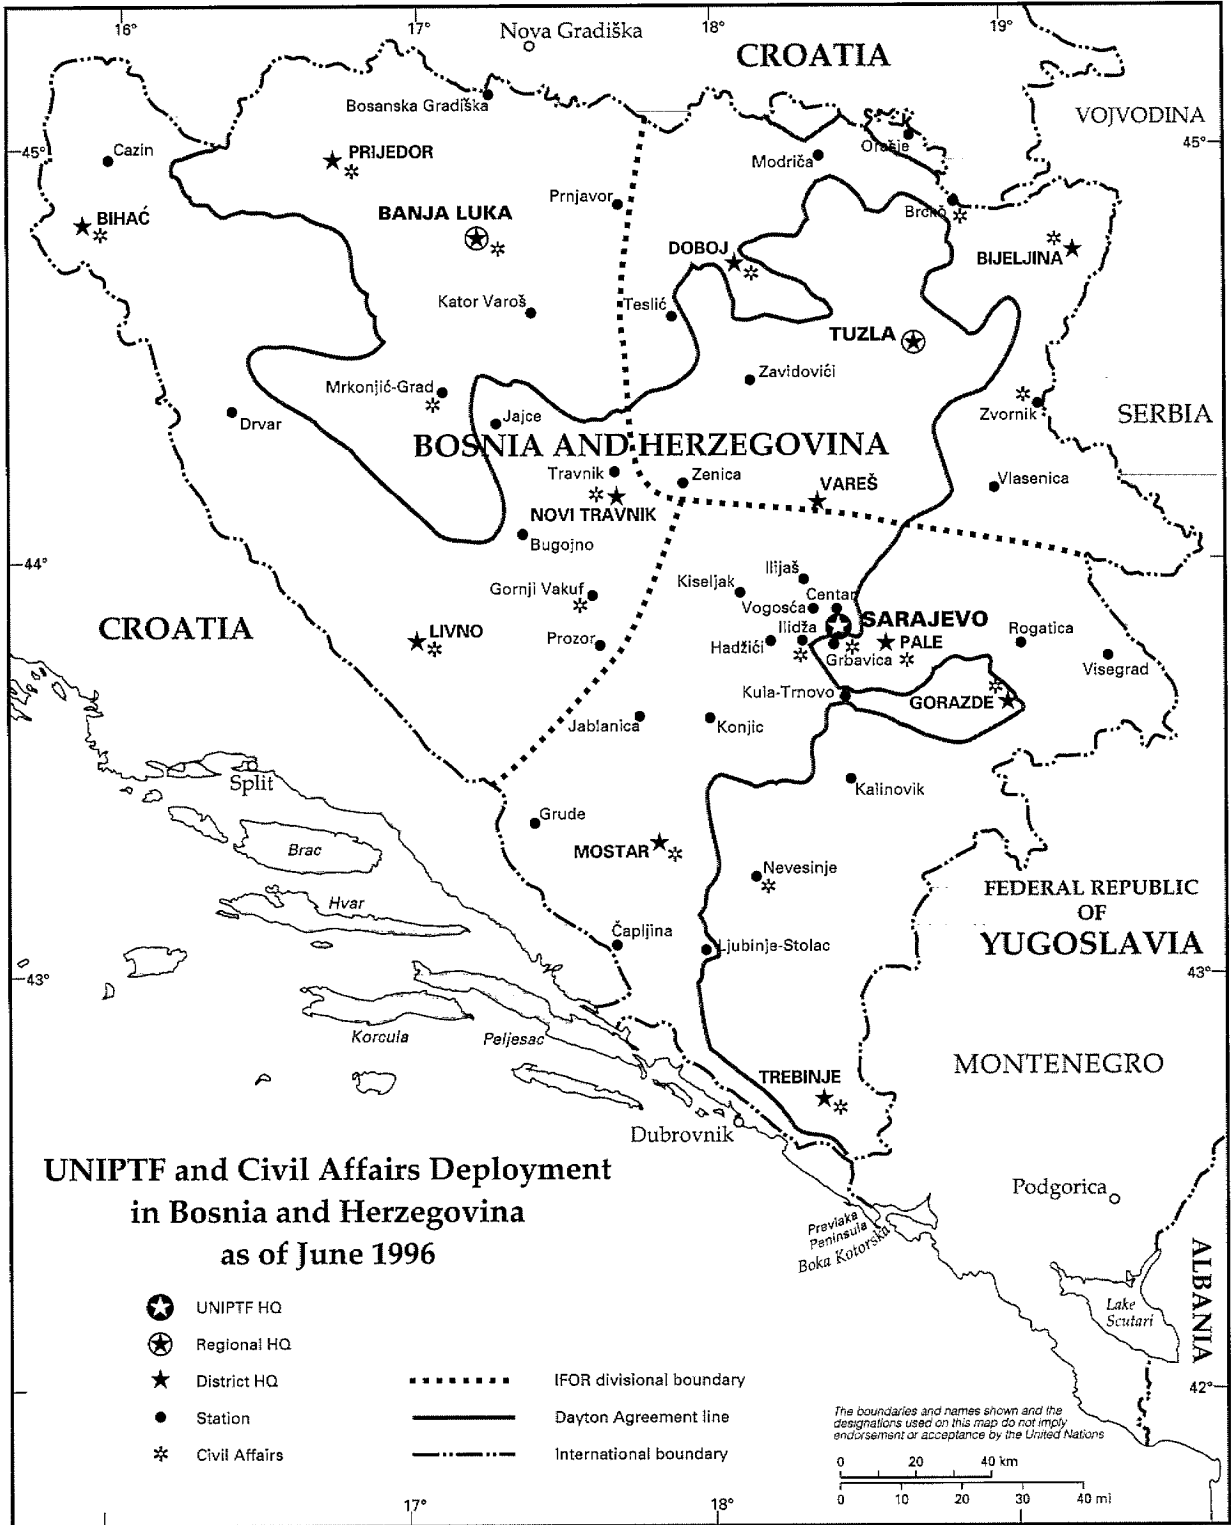 16°
17°
18°
19°
Nova Gradiška
CROATIA
Bosanska Gradiška
VOJVODINA
45°
45°
Cazin
PRIJEDOR
Modriča
Orašje
Prnjavor
BIHAĆ
BANJA LUKA
Brčko
DOBOJ
BIJELJINA
Kator Varoš
Teslić
TUZLA
Zavidovići
Mrkonjić-Grad
Drvar
Jajce
Zvornik
SERBIA
BOSNIA AND HERZEGOVINA
Travnik
Zenica
VAREŠ
Vlasenica
NOVI TRAVNIK
Bugojno
44°
Ilijaš
Kiseljak
Gornji Vakuf
Centar
Vogosća
SARAJEVO
CROATIA
LIVNO
Ilidža
PALE
Rogatica
Prozor
Hadžići
Grbavica
Visegrad
Kula-Trnovo
GORAZDE
Jablanica
Konjic
Split
Kalinovik
Grude
Brac
MOSTAR
Nevesinje
FEDERAL REPUBLIC
OF
YUGOSLAVIA
Hvar
Čapljina
Ljubinje-Stolac
43°
43°
Korcula
Peljesac
MONTENEGRO
TREBINJE
Dubrovnik
UNIPTF and Civil Affairs Deployment
in Bosnia and Herzegovina
as of June 1996
Podgorica
Prevlaka
Peninsula
Boka Kotorska
ALBANIA
Lake
Scutari
UNIPTF HQ
Regional HQ
District HQ
Station
Civil Affairs
IFOR divisional boundary
Dayton Agreement line
International boundary
42°
The boundaries and names shown and the
designations used on this map do not imply
endorsement or acceptance by the United Nations
0 20 40 km
0 10 20 30 40 mi
17°
18°